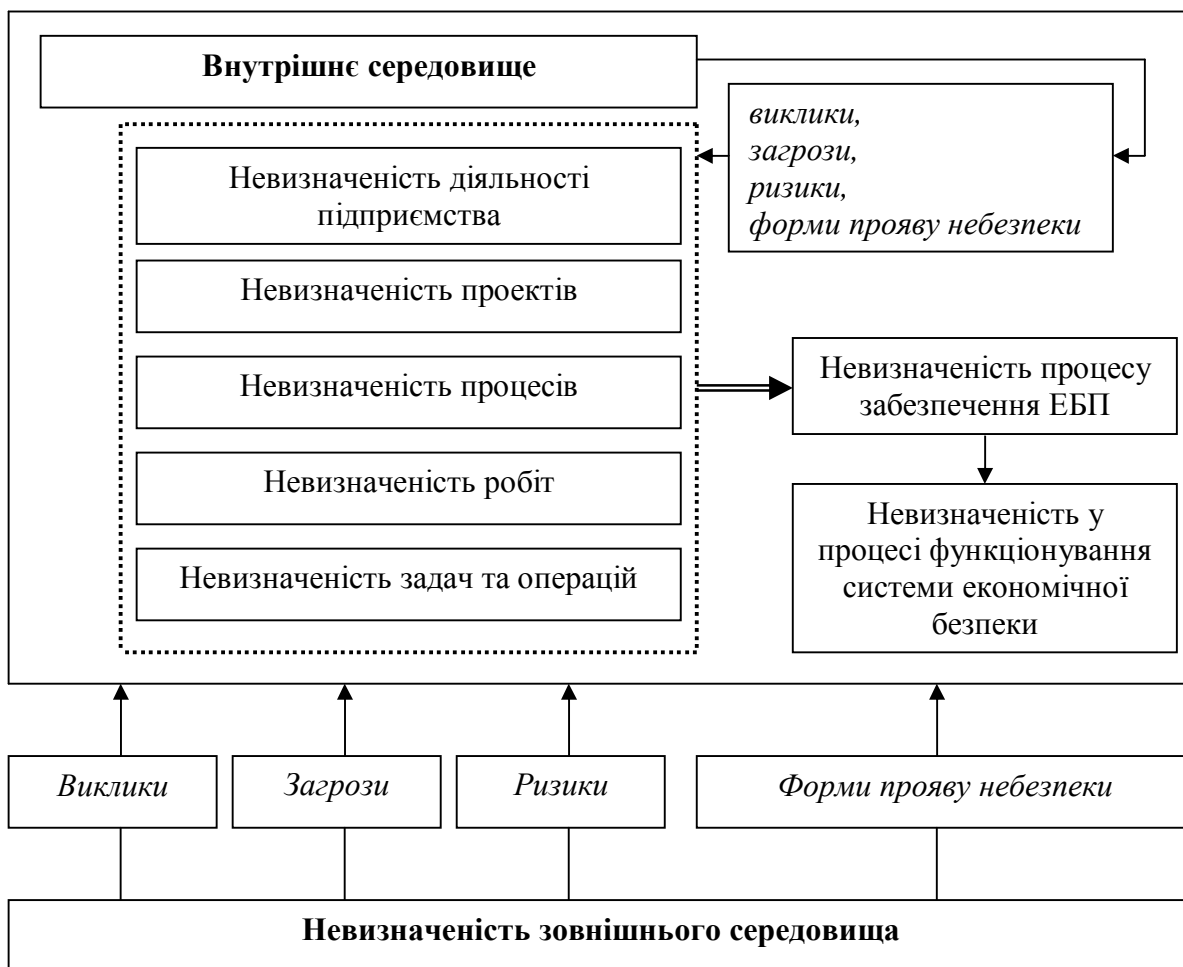 Внутрішнє середовище
виклики,
загрози,
ризики,
форми прояву небезпеки
Невизначеність діяльності
підприємства
Невизначеність проектів
Невизначеність процесів
Невизначеність робіт
Невизначеність задач та операцій
Невизначеність процесу
забезпечення ЕБП
Невизначеність у
процесі функціонування
системи економічної
безпеки
Виклики
Загрози
Ризики
Форми прояву небезпеки
Невизначеність зовнішнього середовища